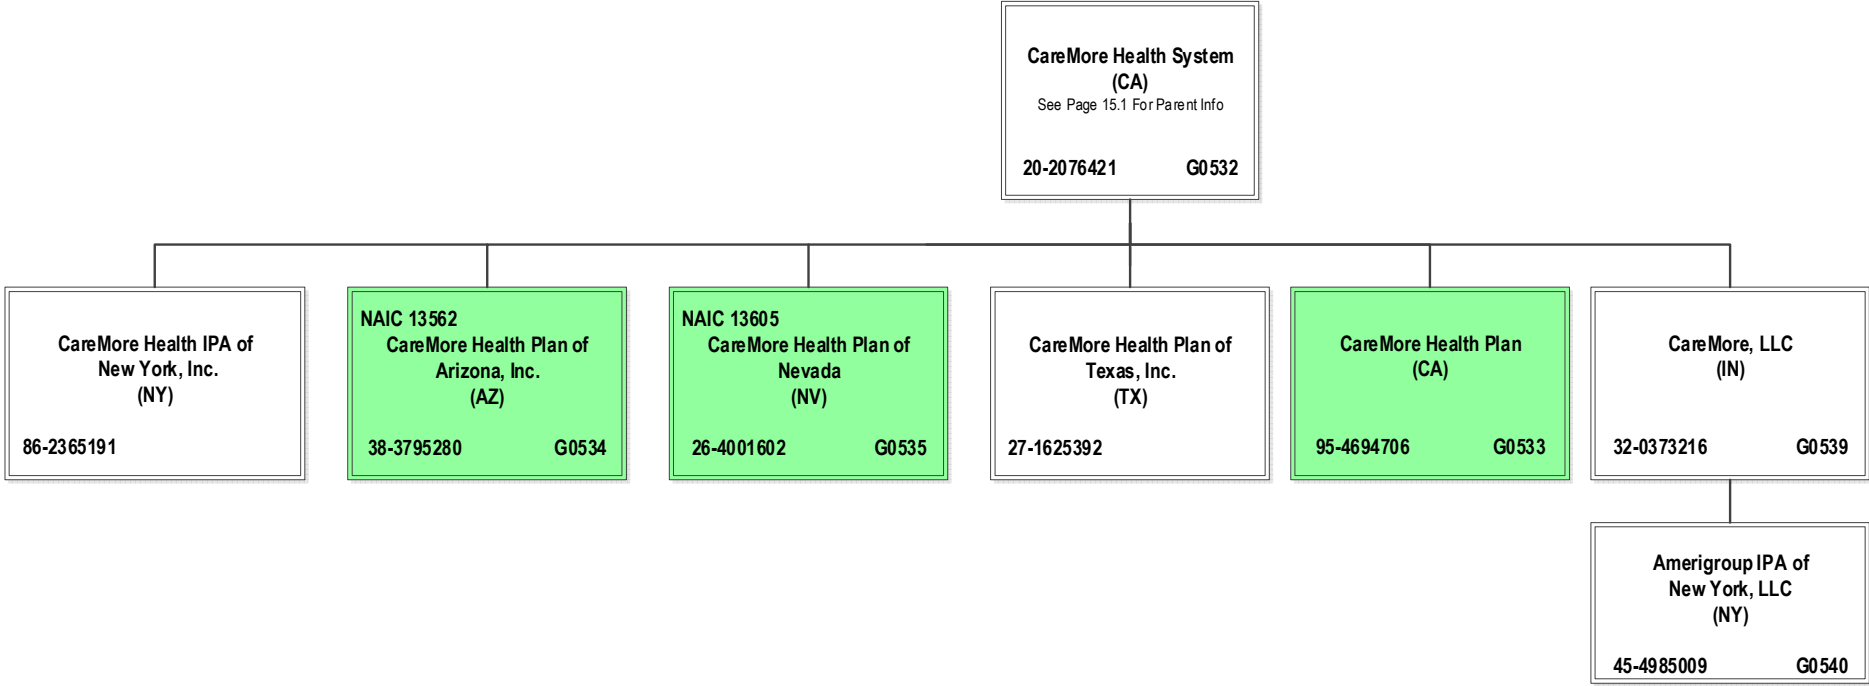 CareMore Health System
(CA)
See Page 15.1 For Parent Info
20-2076421 G0532
CareMore Health IPA of
New York, Inc.
(NY)
86-2365191
NAIC 13562
CareMore Health Plan of
Arizona, Inc.
(AZ)
38-3795280 G0534
NAIC 13605
CareMore Health Plan of
Nevada
(NV)
26-4001602 G0535
CareMore Health Plan of
Texas, Inc.
(TX)
27-1625392
CareMore Health Plan
(CA)
95-4694706 G0533
CareMore, LLC
(IN)
32-0373216 G0539
Amerigroup IPA of
New York, LLC
(NY)
45-4985009 G0540